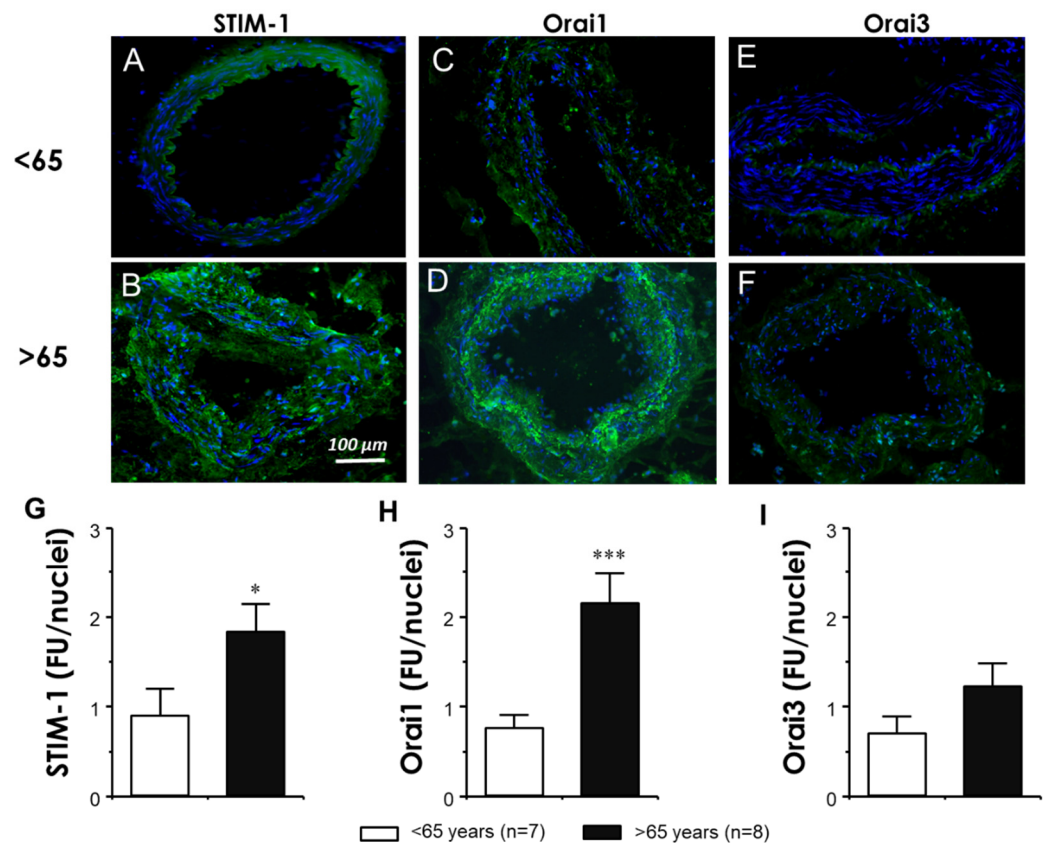 STIM-1 Orai1 Orai3
<65
A C E
>65
B D F
100 µm
G H I
STIM-1 (FU/nuclei)
3
2
1
0
*
Orai1 (FU/nuclei)
3
2
1
0
***
Orai3 (FU/nuclei)
3
2
1
0
<65 years (n=7) >65 years (n=8)